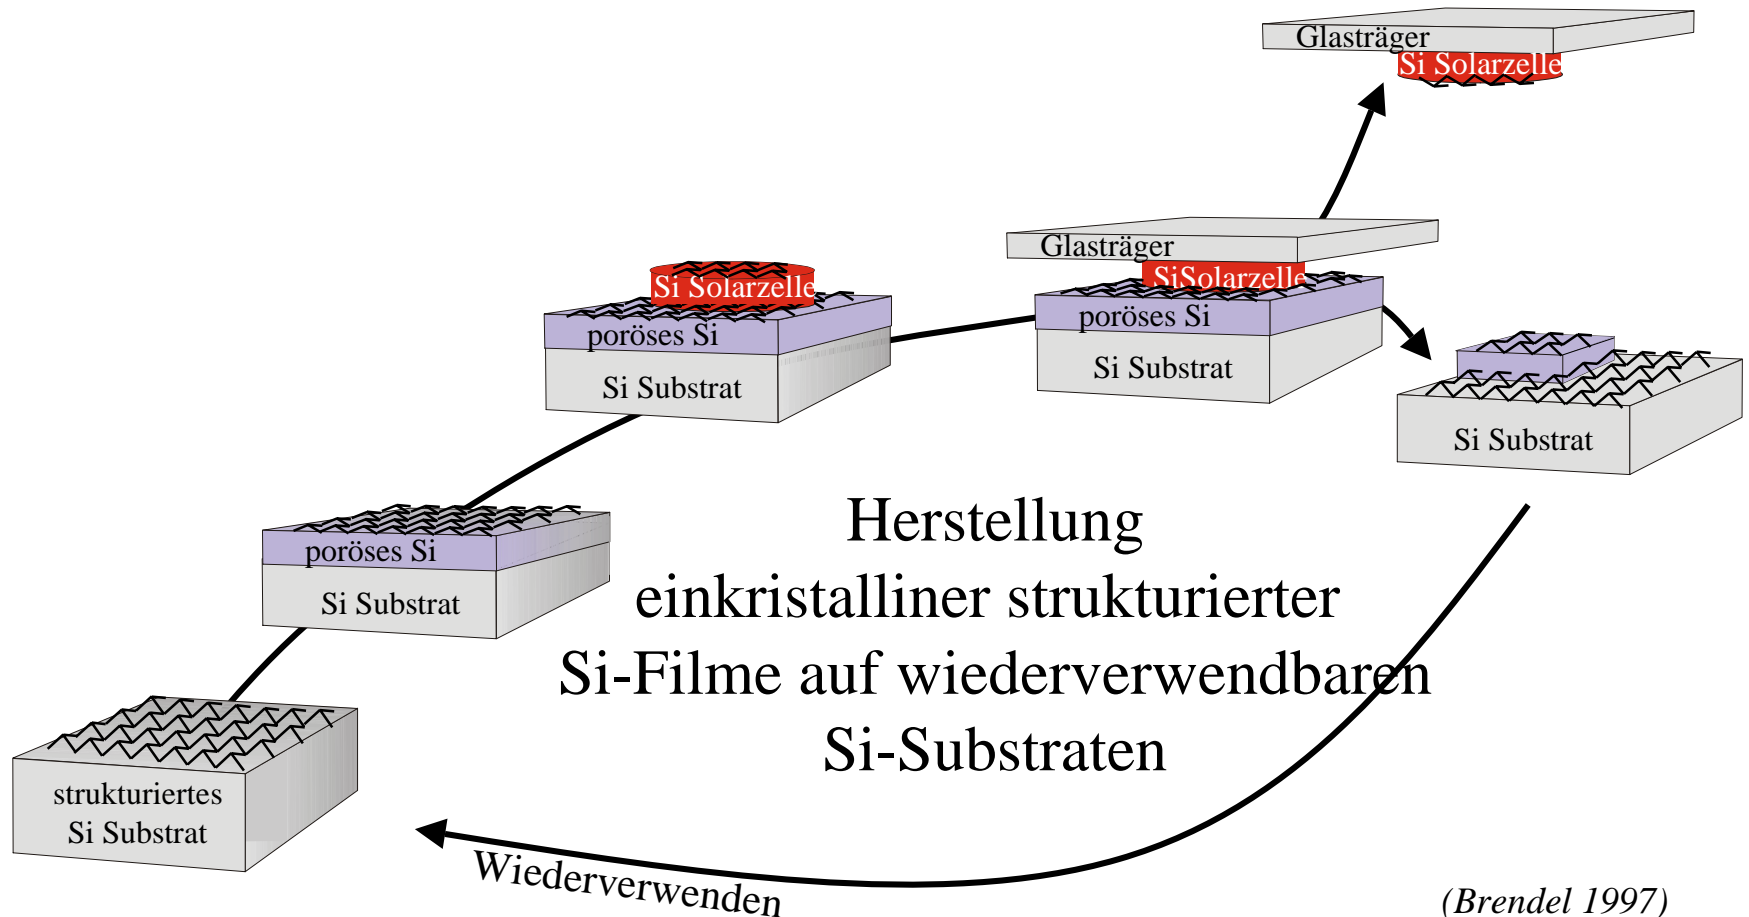 Glasträger
Si Solarzelle
Glasträger
SiSolarzelle
poröses Si
Si Substrat
Si Solarzelle
poröses Si
Si Substrat
Si Substrat
poröses Si
Si Substrat
strukturiertes
Si Substrat
Herstellung
einkristalliner strukturierter
Si-Filme auf wiederverwendbaren
Si-Substraten
Wiederverwenden
(Brendel 1997)